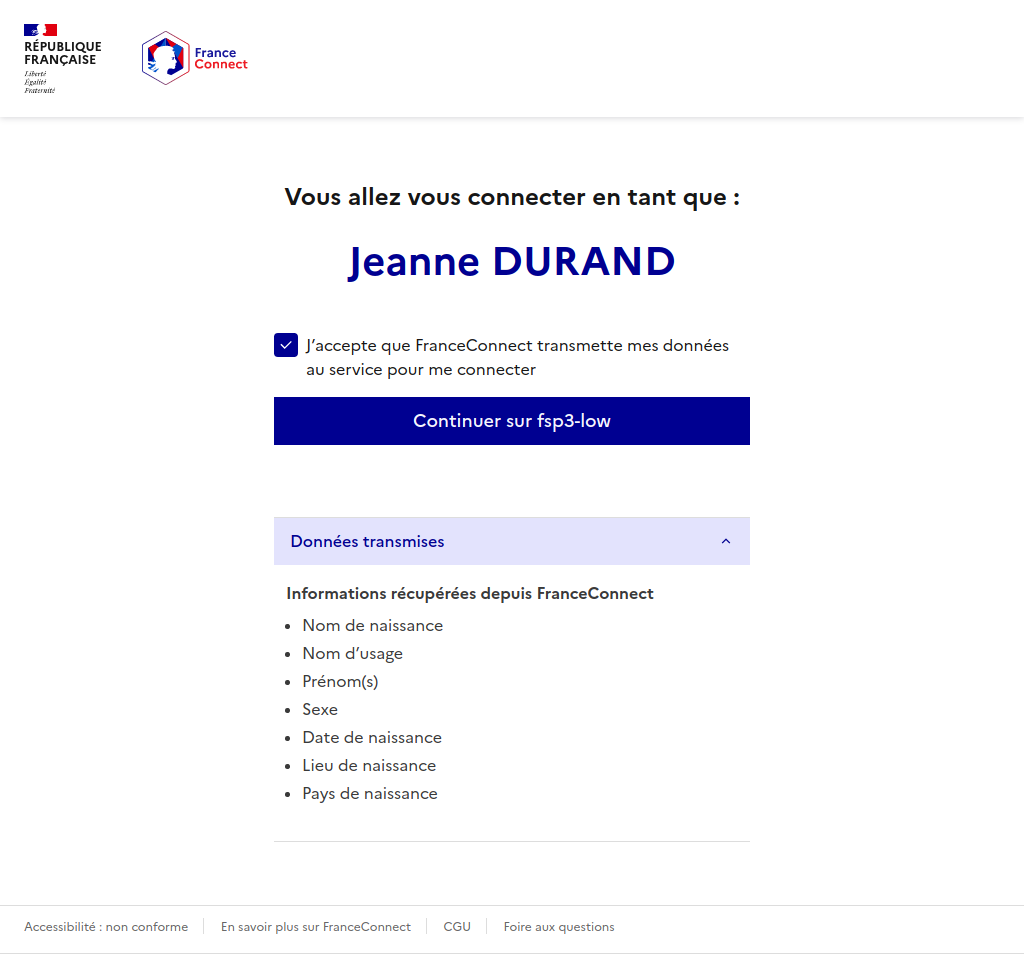 RÉPUBLIQUE
FRANÇAISE
Liberté
Égalité
Fraternité
France
Connect
Vous allez vous connecter en tant que :
Jeanne DURAND
J’accepte que FranceConnect transmette mes données
au service pour me connecter
Continuer sur fsp3-low
Données transmises
Informations récupérées depuis FranceConnect
• Nom de naissance
• Nom d’usage
• Prénom(s)
• Sexe
• Date de naissance
• Lieu de naissance
• Pays de naissance
Accessibilité : non conforme En savoir plus sur FranceConnect CGU Foire aux questions